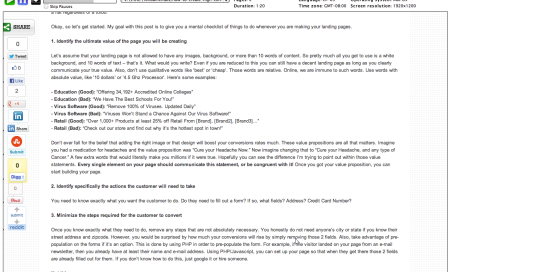 Skip Pauses
Duration: 1:20
Time zone: GMT-08:00 Screen resolution: 1920x1200
SHARE
Okay, so let's get started. My goal with this post is to give you a mental checklist of things to do whenever you are making your landing pages.
1. Identify the ultimate value of the page you will be creating
0
Tweet
Let's assume that your landing page is not allowed to have any images, background, or more than 10 words of content. So pretty much all you get to use is a white
background, and 10 words of text – that's it. What would you write? Even if you are reduced to this you can still have a decent landing page as long as you clearly
communicate your true value. Also, don't use qualitative words like 'best' or 'cheap'. Those words are relative. Online, we are immune to such words. Use words with
absolute value, like '10 dollars' or '4.5 Ghz Processor'. Here's some examples:
Like
2
- Education (Good): "Offering 34,192+ Accredited Online Colleges"
- Education (Bad): "We Have The Best Schools For You!"
- Virus Software (Good): "Remove 100% of Viruses. Updated Daily"
- Virus Software (Bad): "Viruses Won't Stand a Chance Against Our Virus Software!"
- Retail (Good): "Over 1,000+ Products at least 25% off Retail From [Brand], [Brand2], [Brand3]..."
- Retail (Bad): "Check out our store and find out why it's the hottest spot in town!"
in Share
Submit
0
Digg
Don't ever fall for the belief that adding the right image or that design will boost your conversions rates much. These value propositions are all that matters. Imagine
you had a medication for headaches and the value proposition was "Cure your Headache Now." Now imagine changing that to "Cure your Headache, and any type of
Cancer." A few extra words that would literally make you millions if it were true. Hopefully you can see the difference I'm trying to point out within those value
statements. Every single element on your page should communicate this statement, or be congruent with it! Once you got your value proposition, you can
start building your page.
submit
reddit
2. Identify specifically the actions the customer will need to take
You need to know exactly what you want the customer to do. Do they need to fill out a form? If so, what fields? Address? Credit Card Number?
3. Minimize the steps required for the customer to convert
Once you know exactly what they need to do, remove any steps that are not absolutely necessary. You honestly do not need anyone's city or state if you know their
street address and zipcode. However, you would be surprised by how much your conversions will rise by simply removing those 2 fields. Also, take advantage of pre-
population on the forms if it's an option. This is done by using PHP in order to pre-populate the form. For example, if the visitor landed on your page from an e-mail
newsletter, then you already have at least their name and e-mail address. Using PHP/Javascript, you can set up your page so that when they get there those 2 fields
are already filled out for them. If you don't know how to do this, just google it or hire someone.